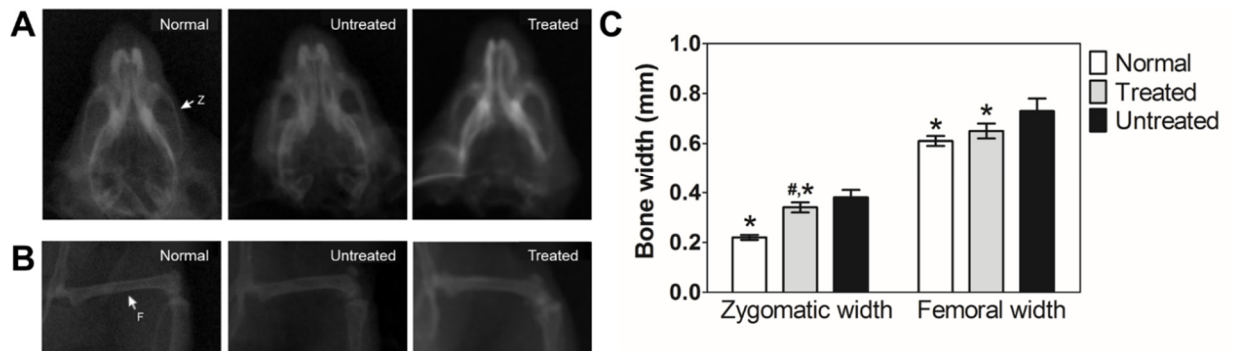 A
Normal
Z
Untreated
Treated
B
Normal
F
Untreated
Treated
C
Bone width (mm)
1.0
0.8
0.6
0.4
0.2
0.0
*
#,*
*
*
Zygomatic width
Femoral width
Normal
Treated
Untreated